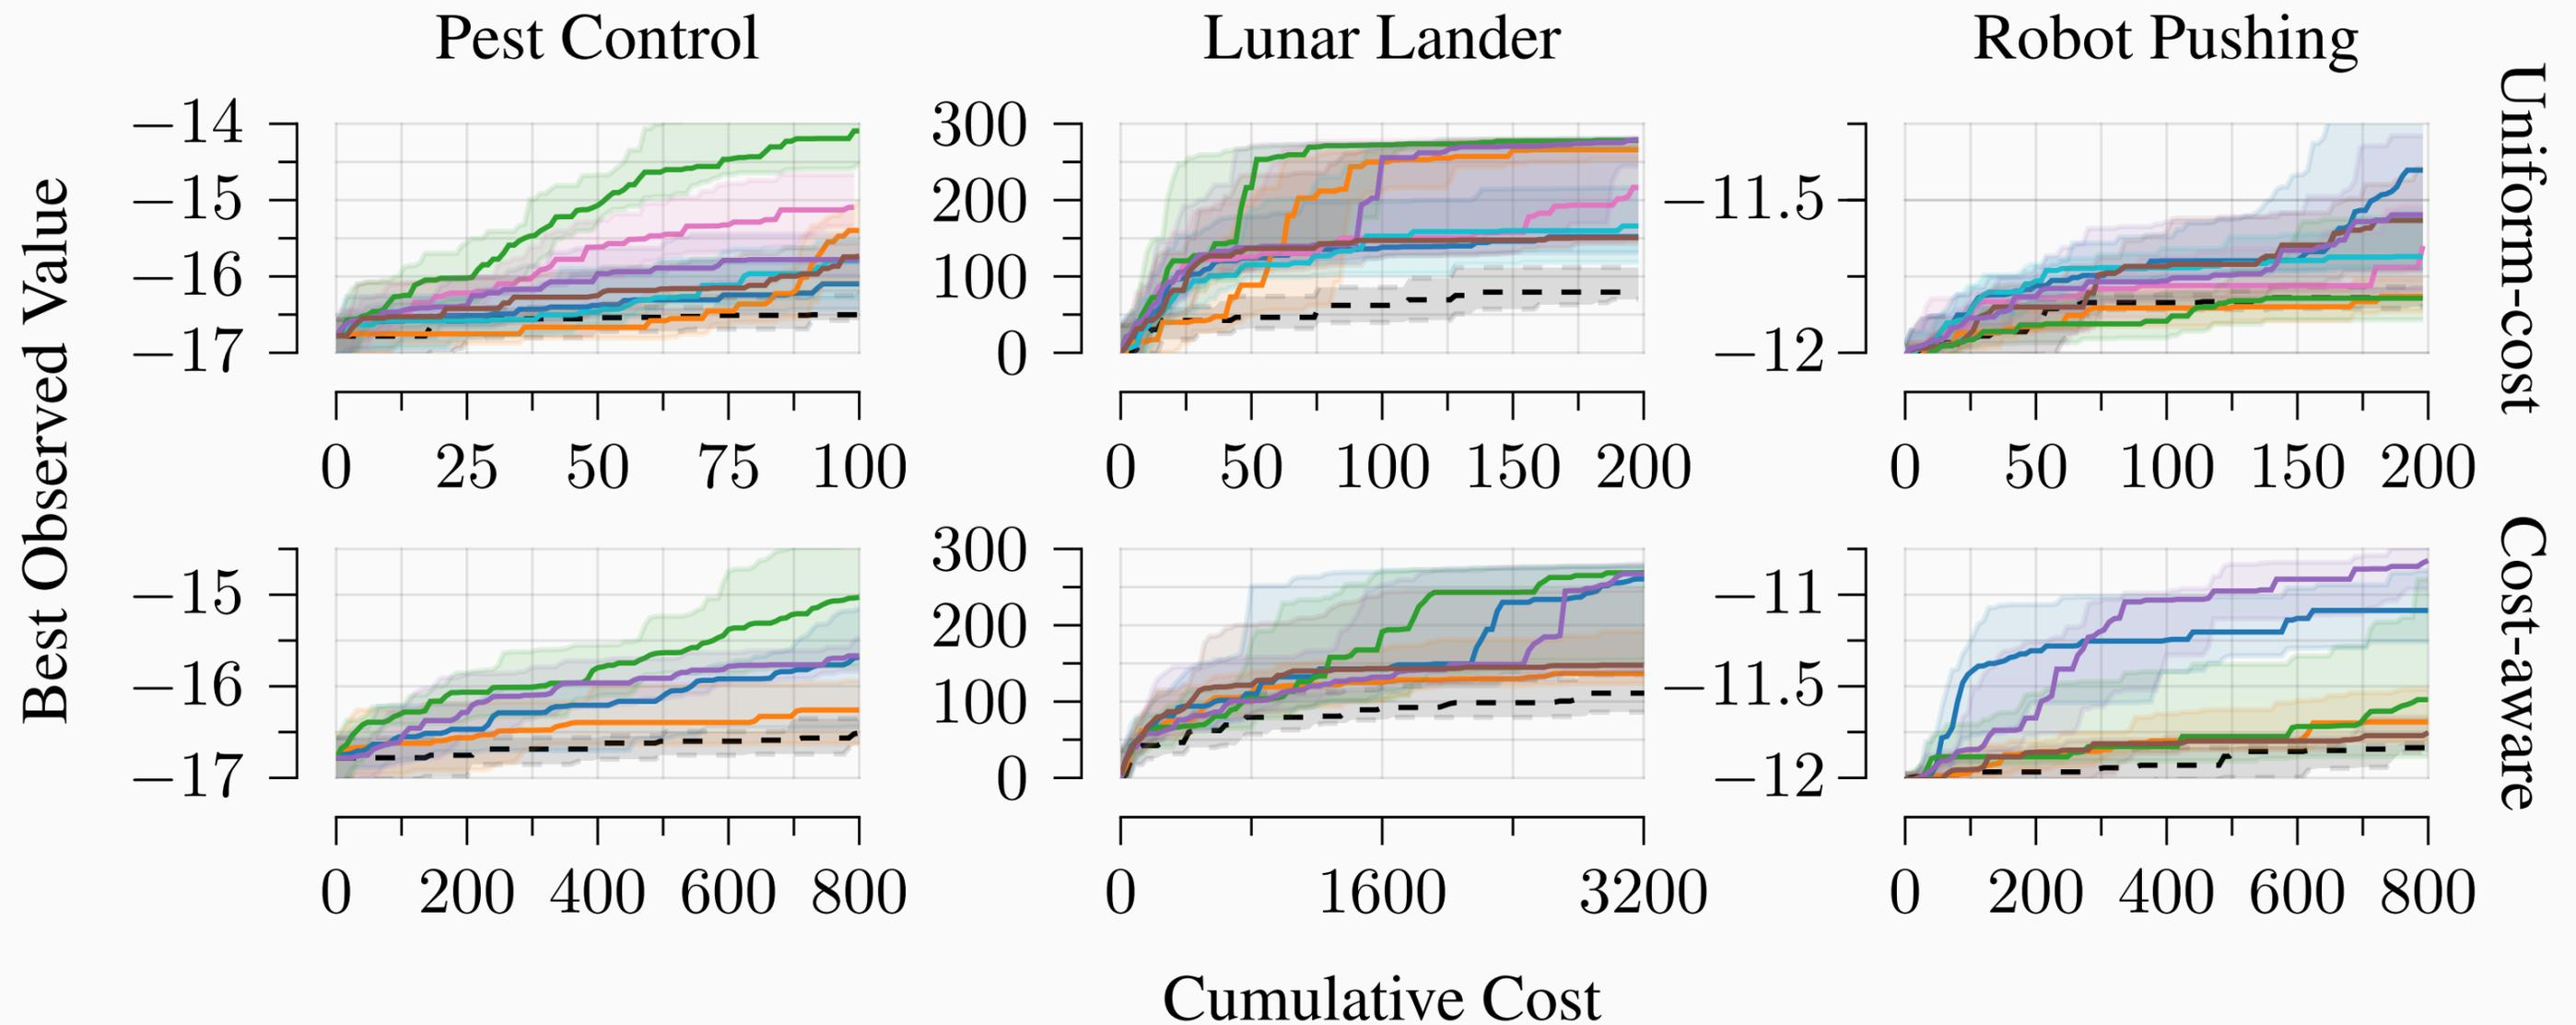 Pest Control
Lunar Lander
Robot Pushing
Best Observed Value
Uniform-cost
−14
−15
−16
−17
0 25 50 75 100
300
200
100
0
0 50 100 150 200
−11.5
−12
0 50 100 150 200
Cost-aware
−15
−16
−17
0 200 400 600 800
300
200
100
0
0 1600 3200
−11
−11.5
−12
0 200 400 600 800
Cumulative Cost